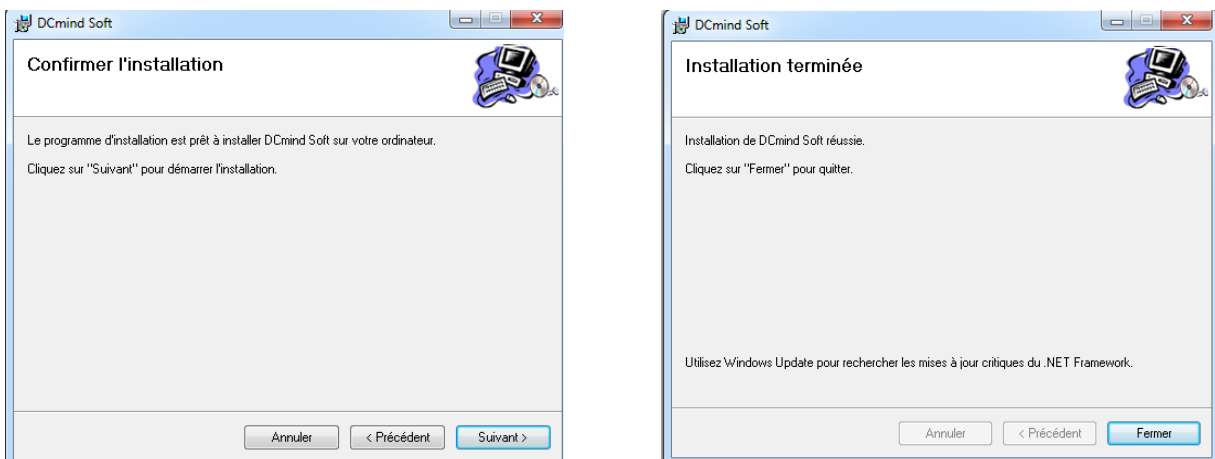 DCmind Soft
Confirmer l'installation
Le programme d'installation est prêt à installer DCmind Soft sur votre ordinateur.
Cliquez sur "Suivant" pour démarrer l'installation.
Annuler
< Précédent
Suivant >
DCmind Soft
Installation terminée
Installation de DCmind Soft réussie.
Cliquez sur "Fermer" pour quitter.
Utilisez Windows Update pour rechercher les mises à jour critiques du .NET Framework.
Annuler
< Précédent
Fermer